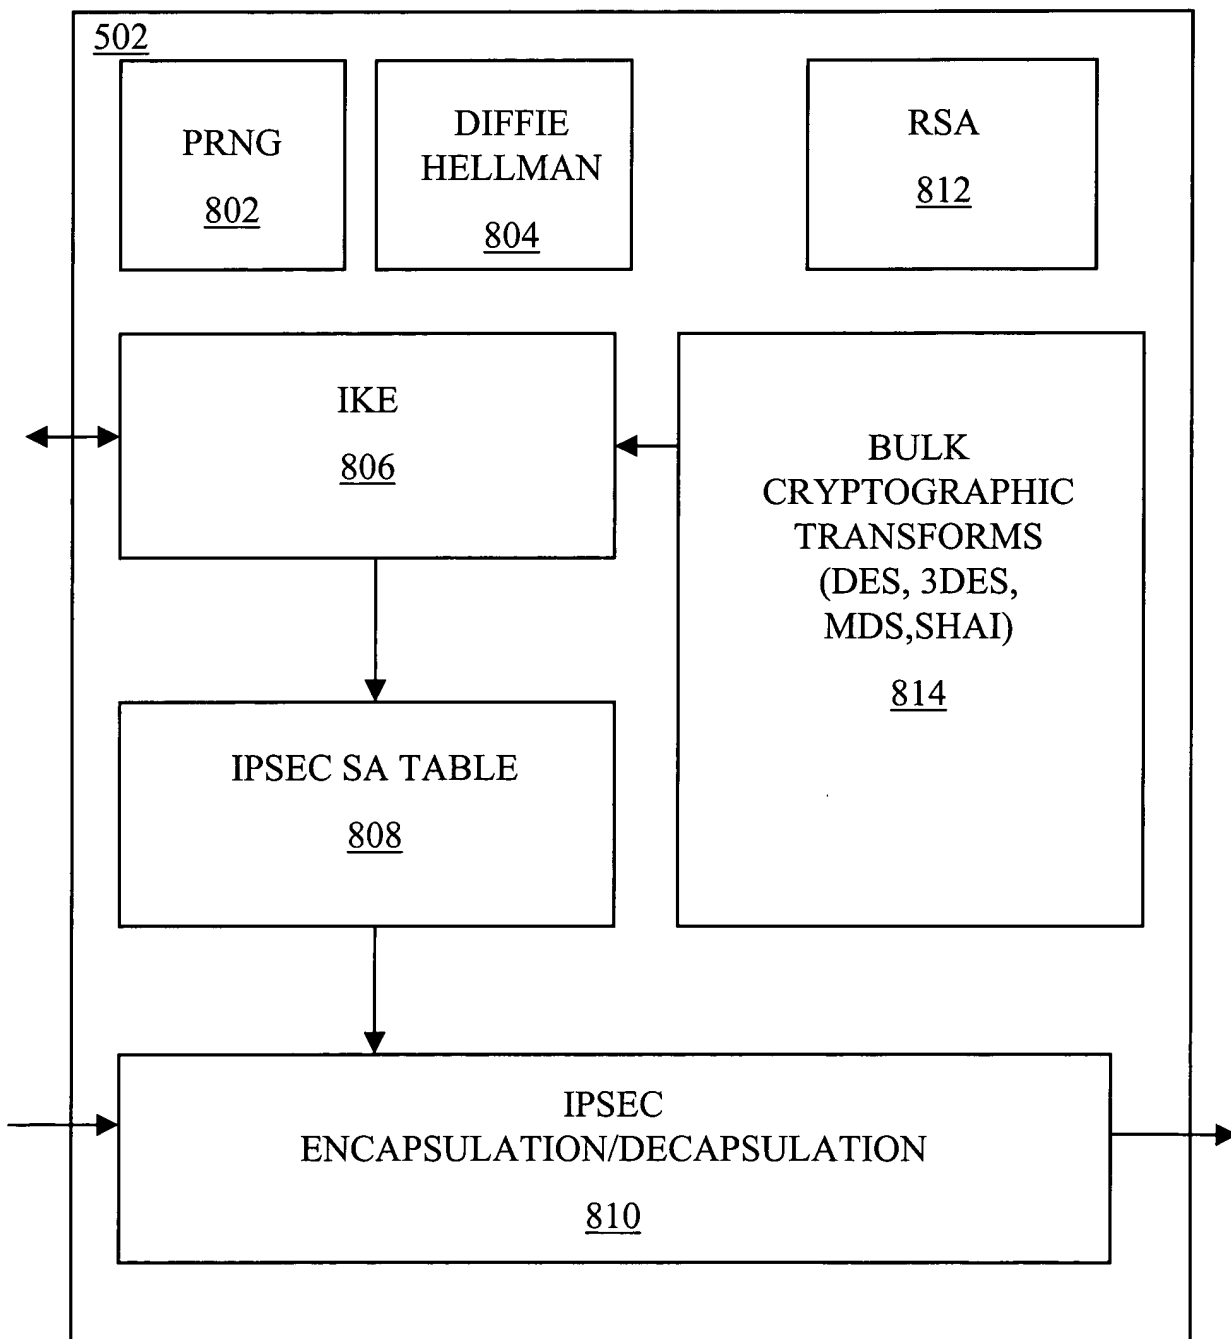 502
PRNG
802
DIFFIE
HELLMAN
804
RSA
812
IKE
806
BULK
CRYPTOGRAPHIC
TRANSFORMS
(DES, 3DES,
MDS,SHAI)
814
IPSEC SA TABLE
808
IPSEC
ENCAPSULATION/DECAPSULATION
810